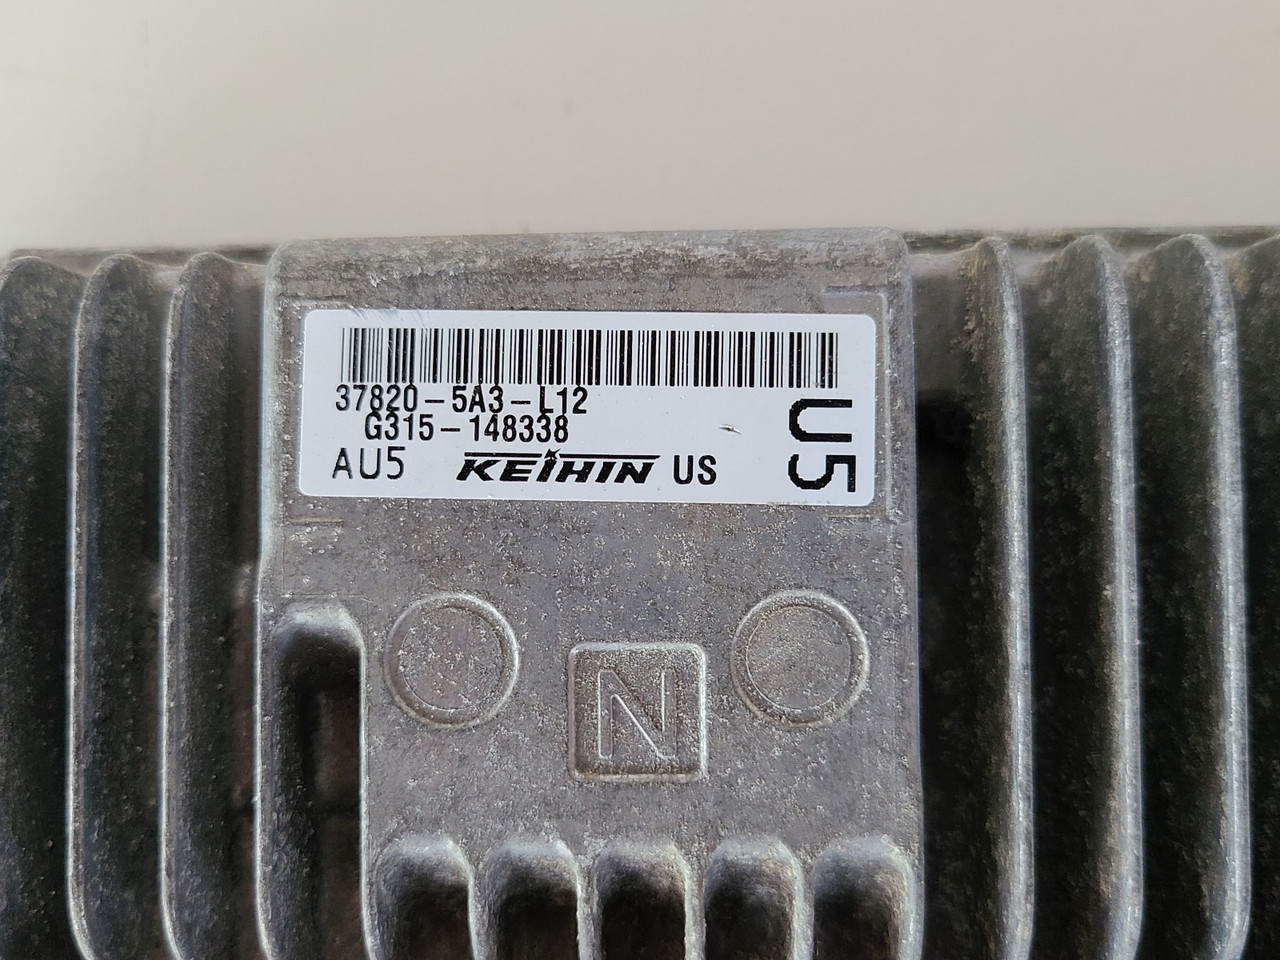 37820-5A3-L12
G315-148338
AU5 KEIHIN US
U5
N